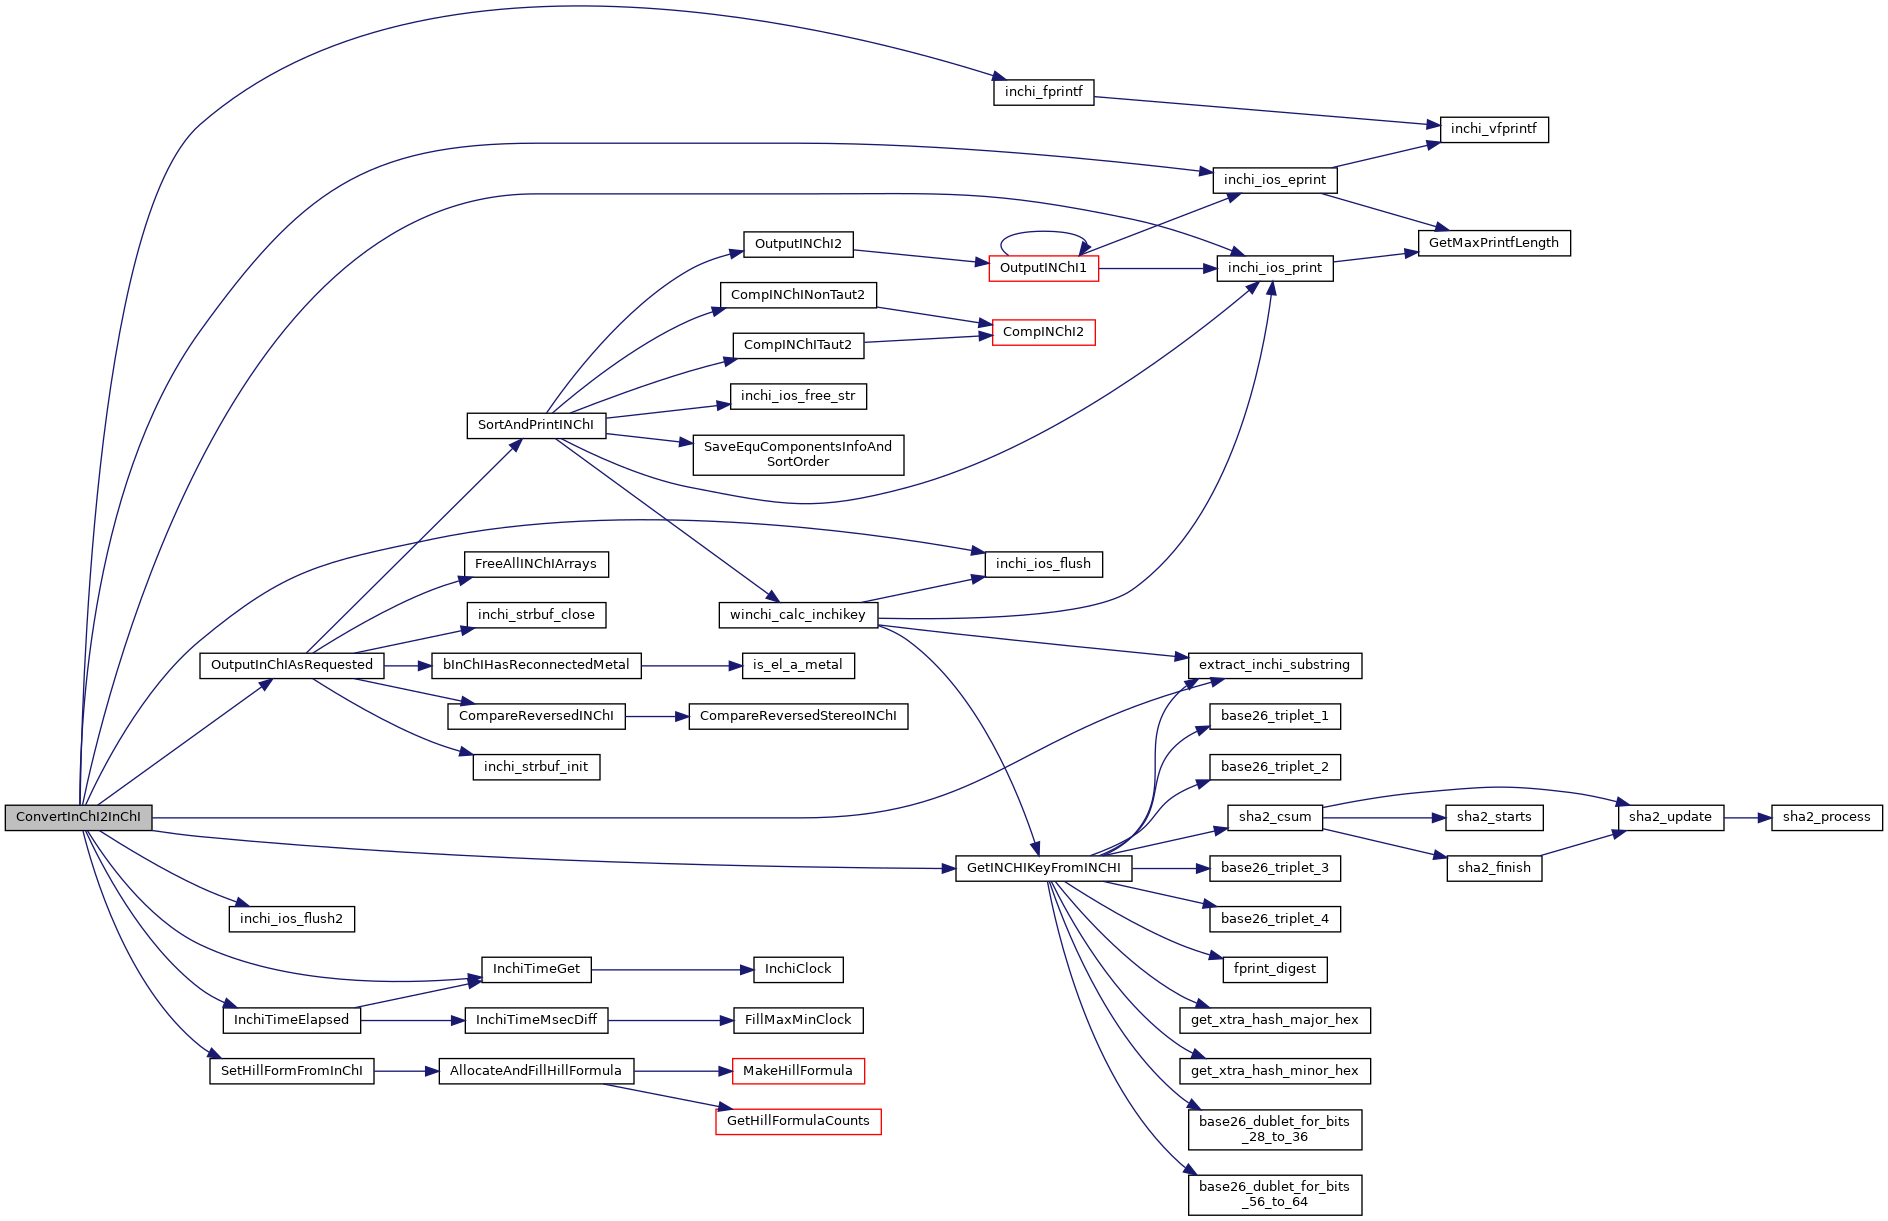 inchi_fprintf
inchi_vfprintf
inchi_ios_eprint
OutputINChI2
GetMaxPrintfLength
OutputINChI1
inchi_ios_print
CompINChINonTaut2
CompINChI2
CompINChITaut2
inchi_ios_free_str
SortAndPrintINChI
SaveEquComponentsInfoAnd
SortOrder
FreeAllINChIArrays
inchi_ios_flush
inchi_strbuf_close
winchi_calc_inchikey
OutputInChIAsRequested
bInChIHasReconnectedMetal
is_el_a_metal
extract_inchi_substring
CompareReversedINChI
CompareReversedStereoINChI
base26_triplet_1
inchi_strbuf_init
base26_triplet_2
ConvertInChI2InChI
sha2_csum
sha2_starts
sha2_update
sha2_process
GetINCHIKeyFromINCHI
base26_triplet_3
sha2_finish
inchi_ios_flush2
base26_triplet_4
InchiTimeGet
InchiClock
fprint_digest
InchiTimeElapsed
InchiTimeMsecDiff
FillMaxMinClock
get_xtra_hash_major_hex
SetHillFormFromInChI
AllocateAndFillHillFormula
MakeHillFormula
get_xtra_hash_minor_hex
GetHillFormulaCounts
base26_dublet_for_bits
_28_to_36
base26_dublet_for_bits
_56_to_64